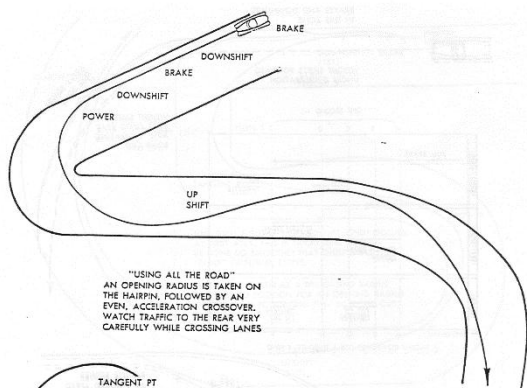 BRAKE
DOWNSHIFT
BRAKE
DOWNSHIFT
POWER
UP
SHIFT
"USING ALL THE ROAD"
AN OPENING RADIUS IS TAKEN ON
THE HAIRPIN, FOLLOWED BY AN
EVEN, ACCELERATION CROSSOVER.
WATCH TRAFFIC TO THE REAR VERY
CAREFULLY WHILE CROSSING LANES
TANGENT PT